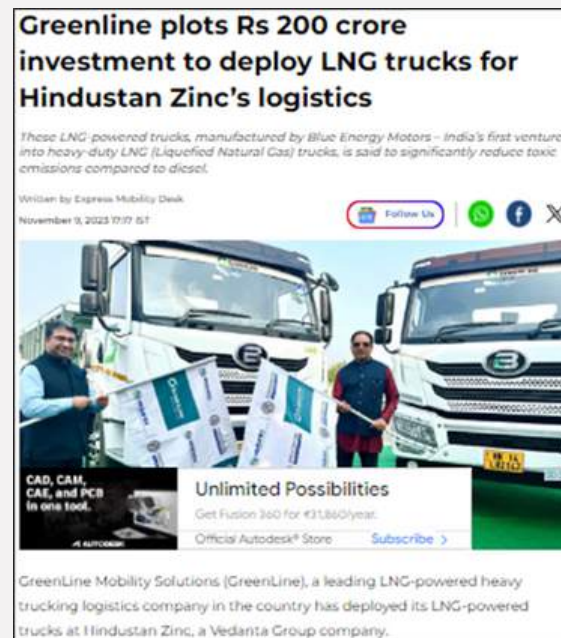 Greenline plots Rs 200 crore
investment to deploy LNG trucks for
Hindustan Zinc's logistics
These LNG-powered trucks, manufactured by Blue Energy Motors – India's first venture
into heavy-duty LNG (Liquefied Natural Gas) trucks, is said to significantly reduce toxic
emissions compared to diesel.
Written by Express Mobility Desk
November 9, 2023 17:17 IST
Follow Us
CAD, CAM,
CAE, and PCB
in one tool.
AUTODESK
Unlimited Possibilities
Get Fusion 360 for ₹31,860/year.
Official Autodesk® Store
Subscribe >
GreenLine Mobility Solutions (GreenLine), a leading LNG-powered heavy
trucking logistics company in the country has deployed its LNG-powered
trucks at Hindustan Zinc, a Vedanta Group company.